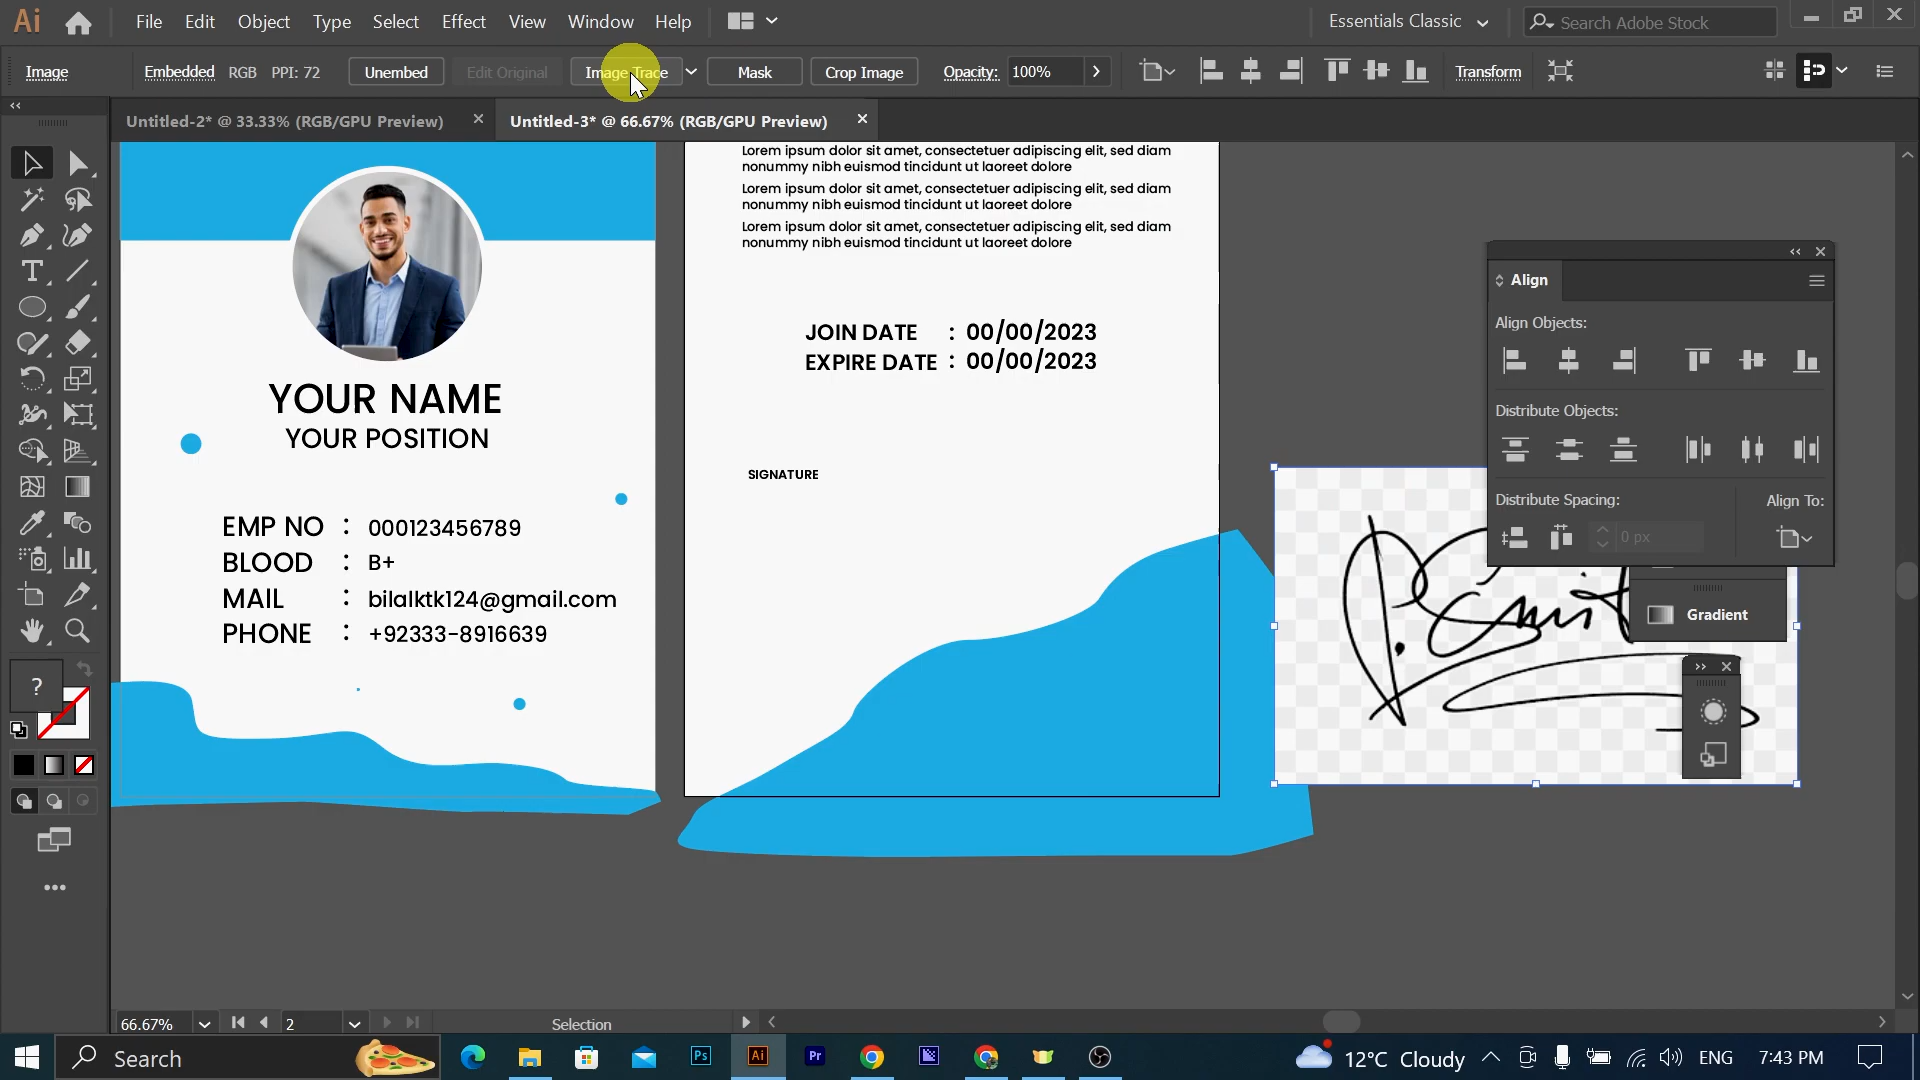 Ai File Edit Object Type Select Effect View Window Help Essentials Classic Search Adobe Stock
Image Embedded RGB PPI: 72 Unembed Edit Original Image Trace Mask Crop Image Opacity: 100% Transform
Untitled-2* @ 33.33% (RGB/GPU Preview) Untitled-3* @ 66.67% (RGB/GPU Preview)
Lorem ipsum dolor sit amet, consectetuer adipiscing elit, sed diam
nonummy nibh euismod tincidunt ut laoreet dolore
Lorem ipsum dolor sit amet, consectetuer adipiscing elit, sed diam
nonummy nibh euismod tincidunt ut laoreet dolore
Lorem ipsum dolor sit amet, consectetuer adipiscing elit, sed diam
nonummy nibh euismod tincidunt ut laoreet dolore
JOIN DATE : 00/00/2023
EXPIRE DATE : 00/00/2023
SIGNATURE
YOUR NAME
YOUR POSITION
EMP NO : 000123456789
BLOOD : B+
MAIL : bilalktk124@gmail.com
PHONE : +92333-8916639
Align
Align Objects:
Distribute Objects:
Distribute Spacing: Align To:
0 px
Gradient
?
66.67% 2 Selection
Search Ps Ai Pr 12°C Cloudy ENG 7:43 PM